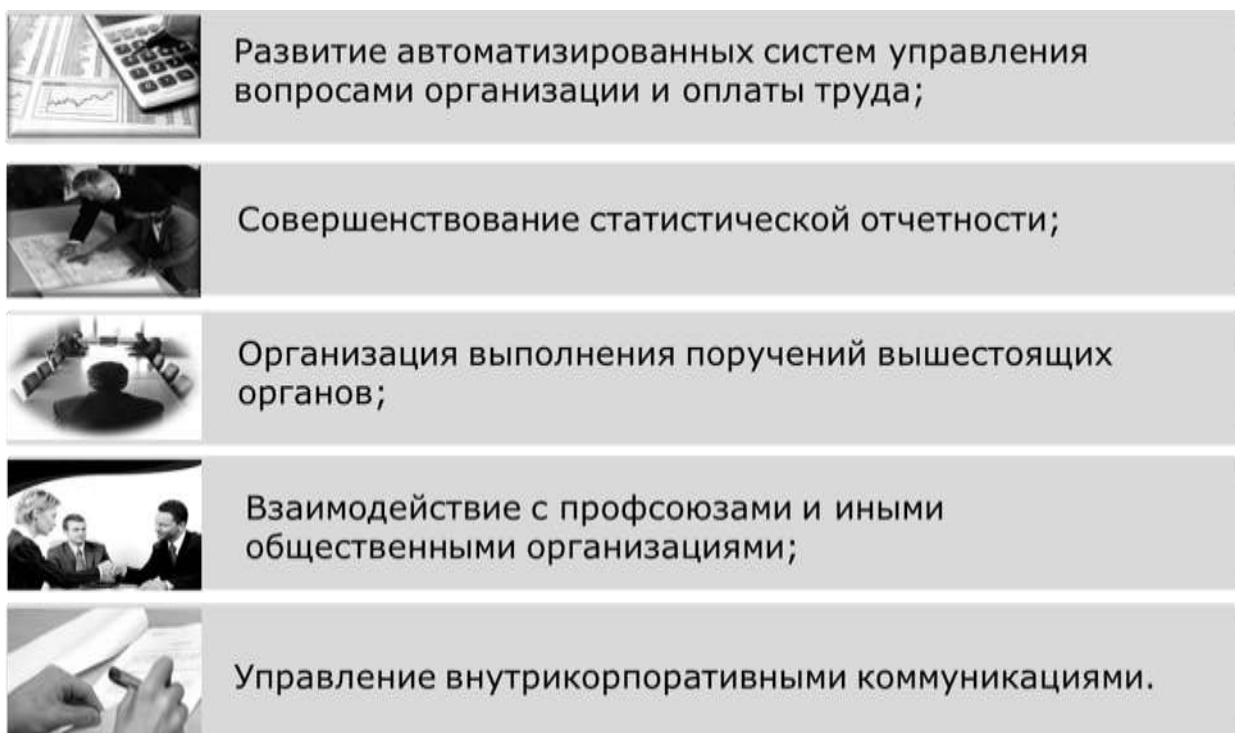 Развитие автоматизированных систем управления
вопросами организации и оплаты труда;
Совершенствование статистической отчетности;
Организация выполнения поручений вышестоящих
органов;
Взаимодействие с профсоюзами и иными
общественными организациями;
Управление внутрикорпоративными коммуникациями.